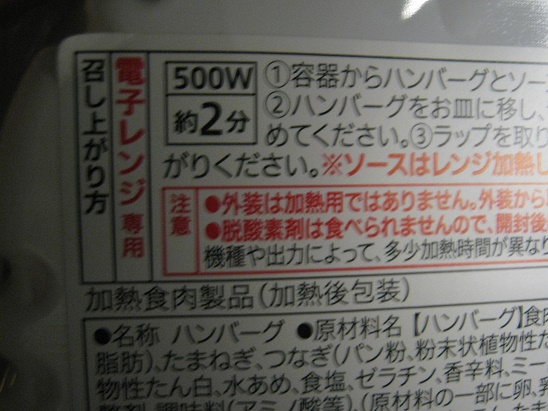 召し上がり方
電子レンジ専用
500W
約2分
①容器からハンバーグとソー
②ハンバーグをお皿に移し、
めてください。③ラップを取り
がりください。※ソースはレンジ加熱し
注意
●外装は加熱用ではありません。外装から
●脱酸素剤は食べられませんので、開封後
機種や出力によって、多少加熱時間が異な
加熱食肉製品(加熱後包装)
●名称 ハンバーグ ●原材料名 【ハンバーグ】食肉
脂肪)、たまねぎ、つなぎ(パン粉、粉末状植物性た
物性たん白、水あめ、食塩、ゼラチン、香辛料、ミー
調味料(アミノ酸等)、(原材料の一部に卵、乳